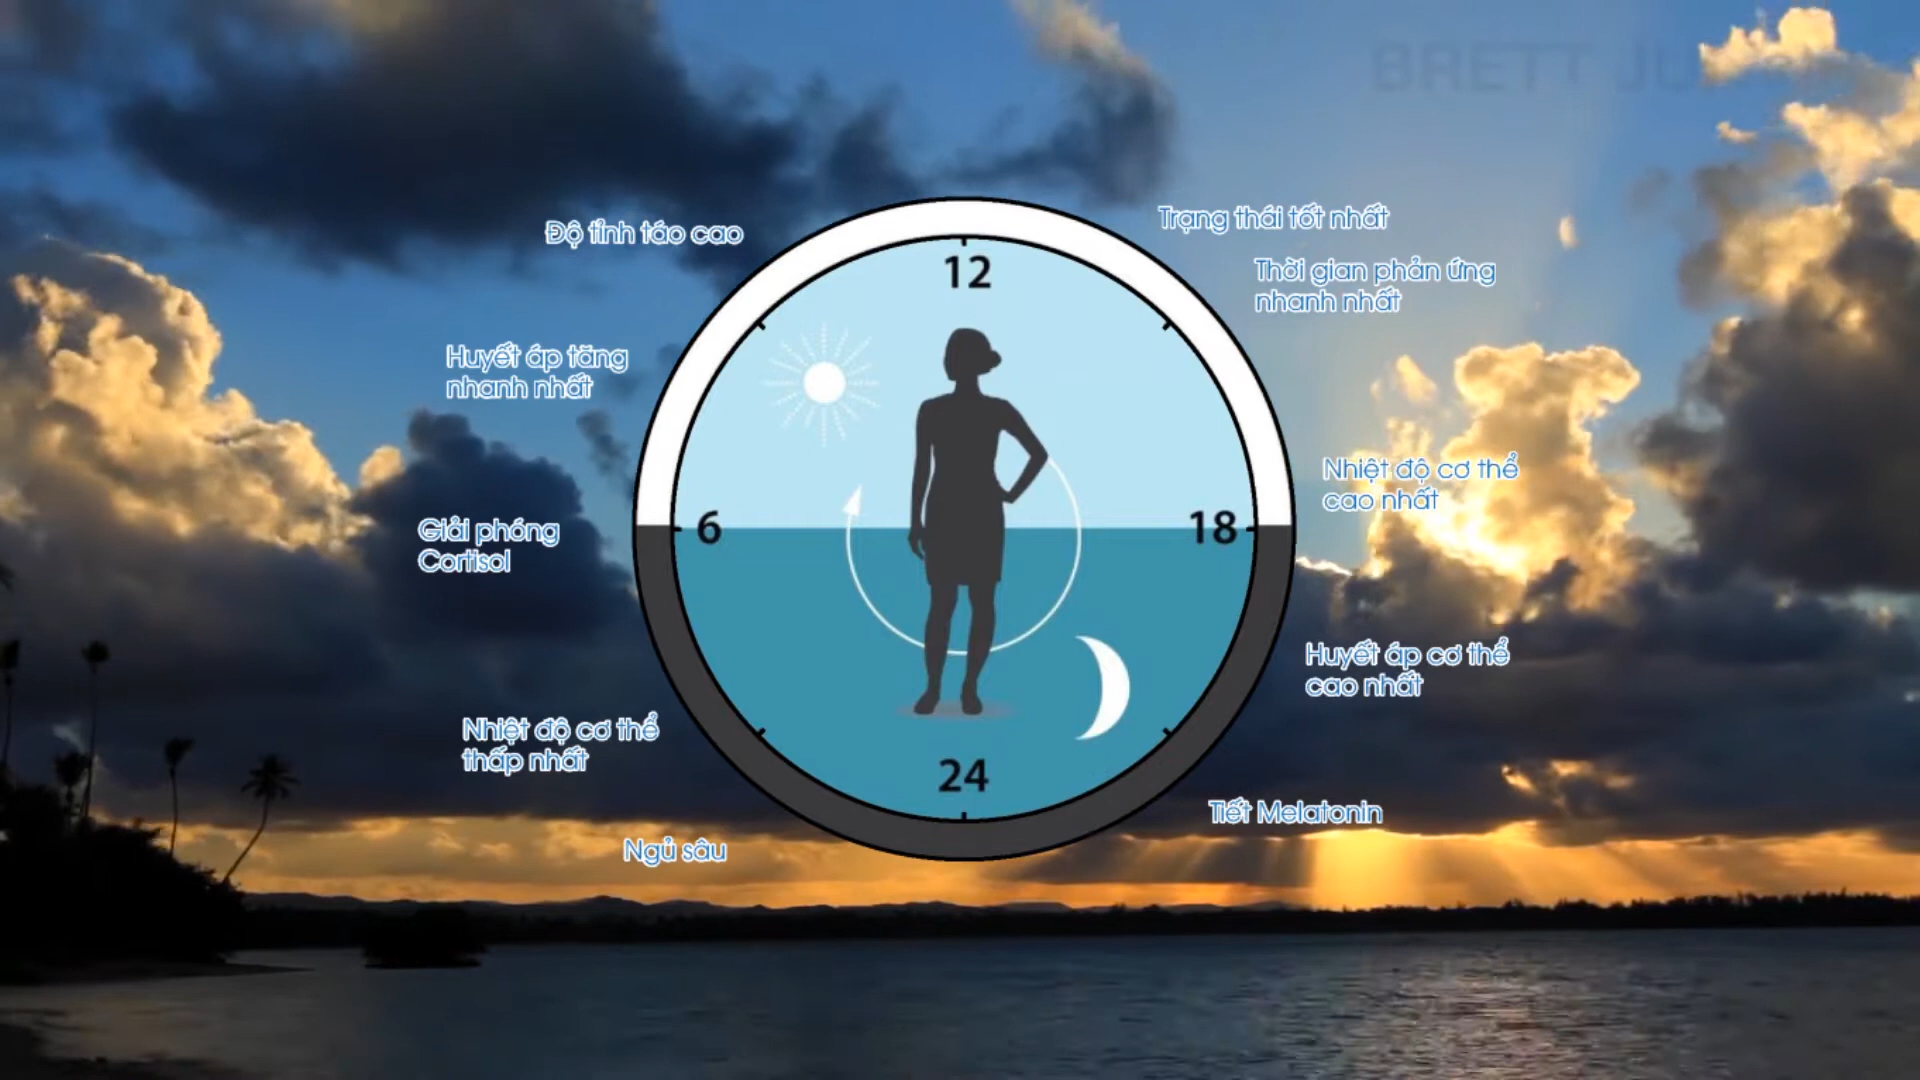 BRETT JU
Độ tỉnh táo cao
Trạng thái tốt nhất
Thời gian phản ứng
nhanh nhất
12
Huyết áp tăng
nhanh nhất
Nhiệt độ cơ thể
cao nhất
6
18
Giải phóng
Cortisol
Huyết áp cơ thể
cao nhất
Nhiệt độ cơ thể
thấp nhất
24
Tiết Melatonin
Ngủ sâu